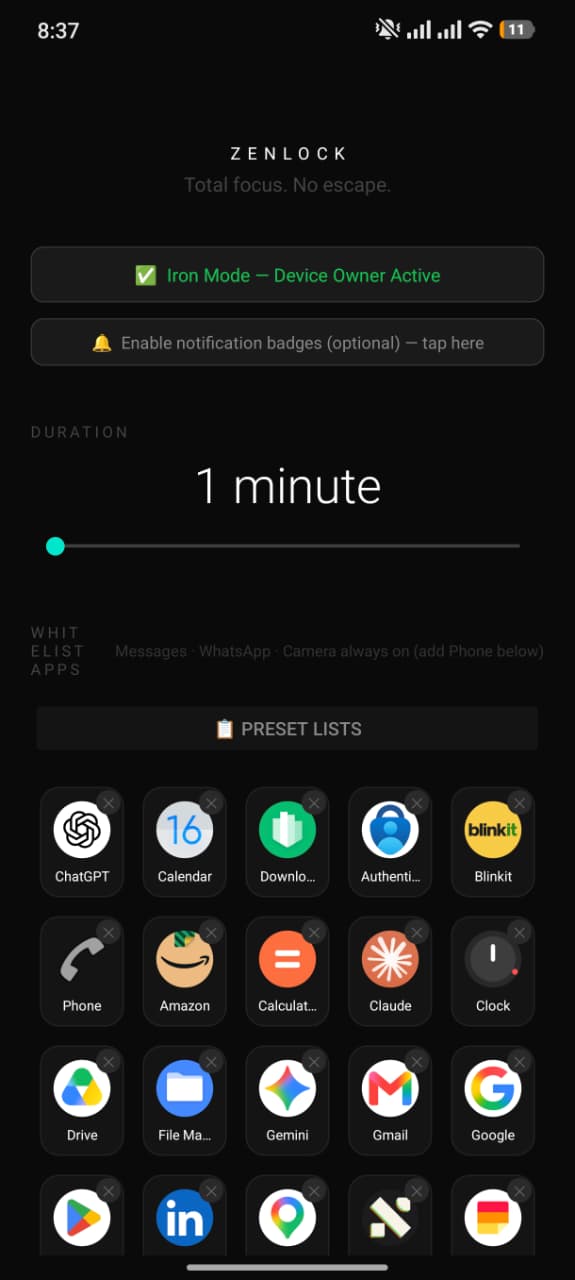 8:37
11
ZENLOCK
Total focus. No escape.
✅ Iron Mode — Device Owner Active
🔔 Enable notification badges (optional) — tap here
DURATION
1 minute
WHIT
ELIST
APPS
Messages · WhatsApp · Camera always on (add Phone below)
📋 PRESET LISTS
16
blinkit
ChatGPT
Calendar
Downlo...
Authenti...
Blinkit
Phone
Amazon
Calculat...
Claude
Clock
Drive
File Ma...
Gemini
Gmail
Google
in